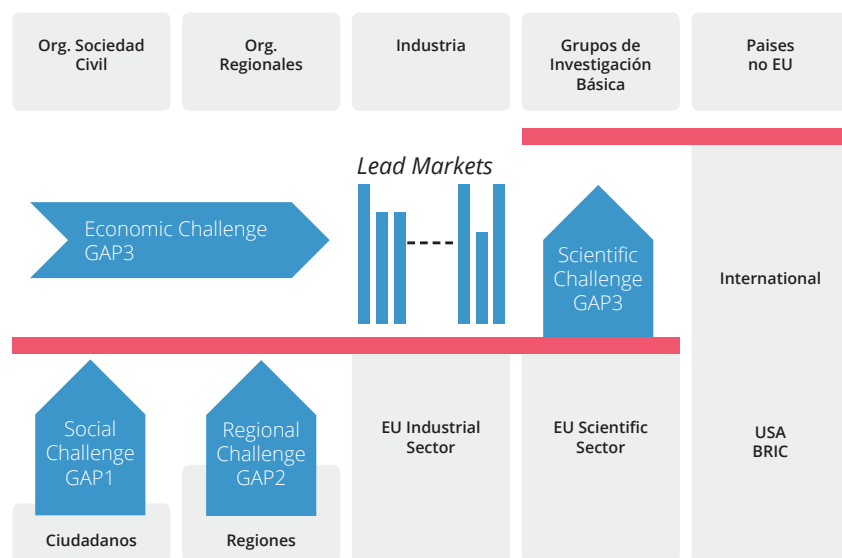 Org. Sociedad
Civil
Org.
Regionales
Industria
Grupos de
Investigación
Básica
Paises
no EU
Lead Markets
Economic Challenge
GAP3
Scientific
Challenge
GAP3
International
Social
Challenge
GAP1
Regional
Challenge
GAP2
EU Industrial
Sector
EU Scientific
Sector
USA
BRIC
Ciudadanos
Regiones